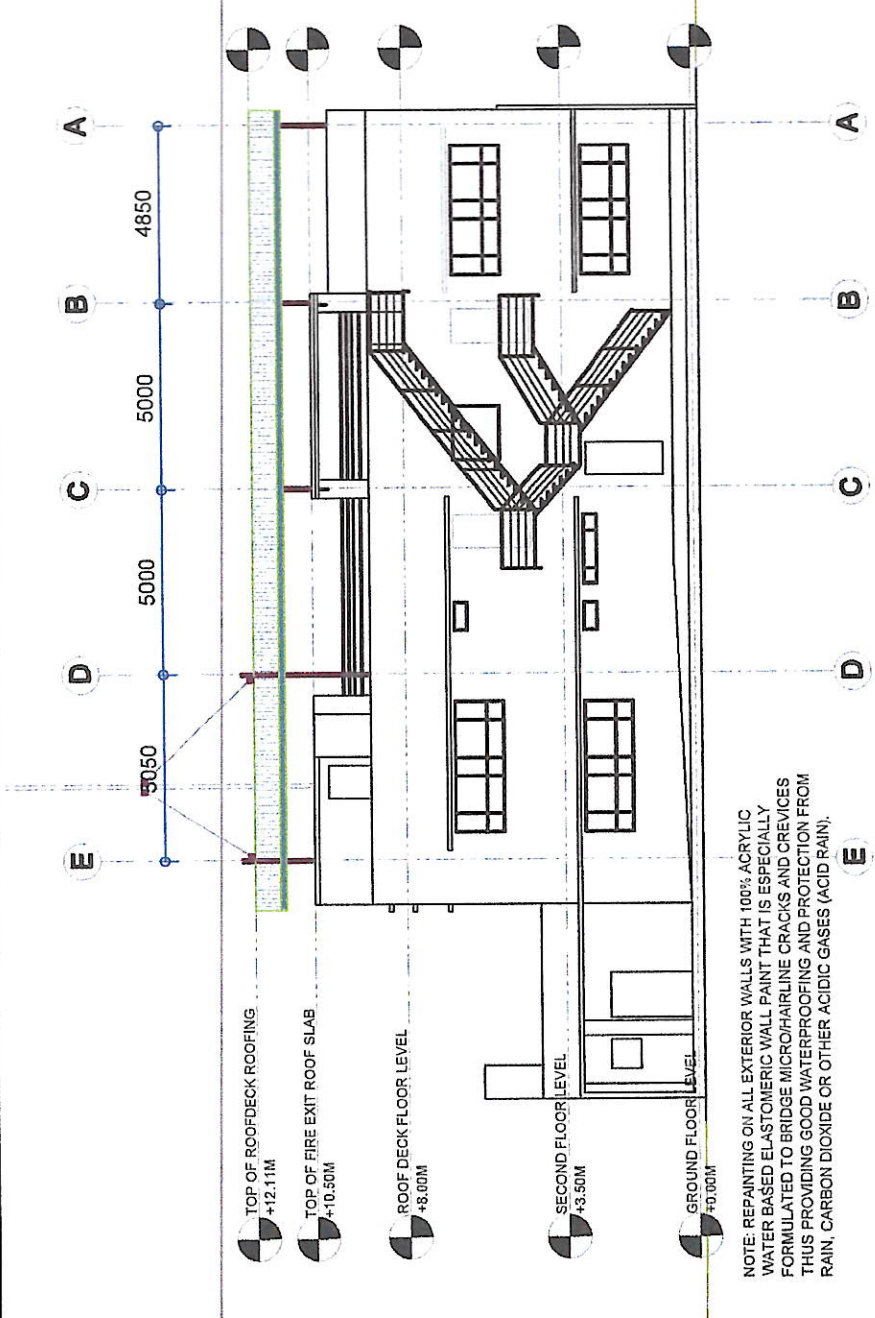 E D C B A
5050 5000 5000 4850
TOP OF ROOFDECK ROOFING
+12.11M
TOP OF FIRE EXIT ROOF SLAB
+10.50M
ROOF DECK FLOOR LEVEL
+8.00M
SECOND FLOOR LEVEL
+3.50M
GROUND FLOOR LEVEL
+0.00M
E D C B A
NOTE: REPAINTING ON ALL EXTERIOR WALLS WITH 100% ACRYLIC
WATER BASED ELASTOMERIC WALL PAINT THAT IS ESPECIALLY
FORMULATED TO BRIDGE MICRO/HAIRLINE CRACKS AND CREVICES
THUS PROVIDING GOOD WATERPROOFING AND PROTECTION FROM
RAIN, CARBON DIOXIDE OR OTHER ACIDIC GASES (ACID RAIN).